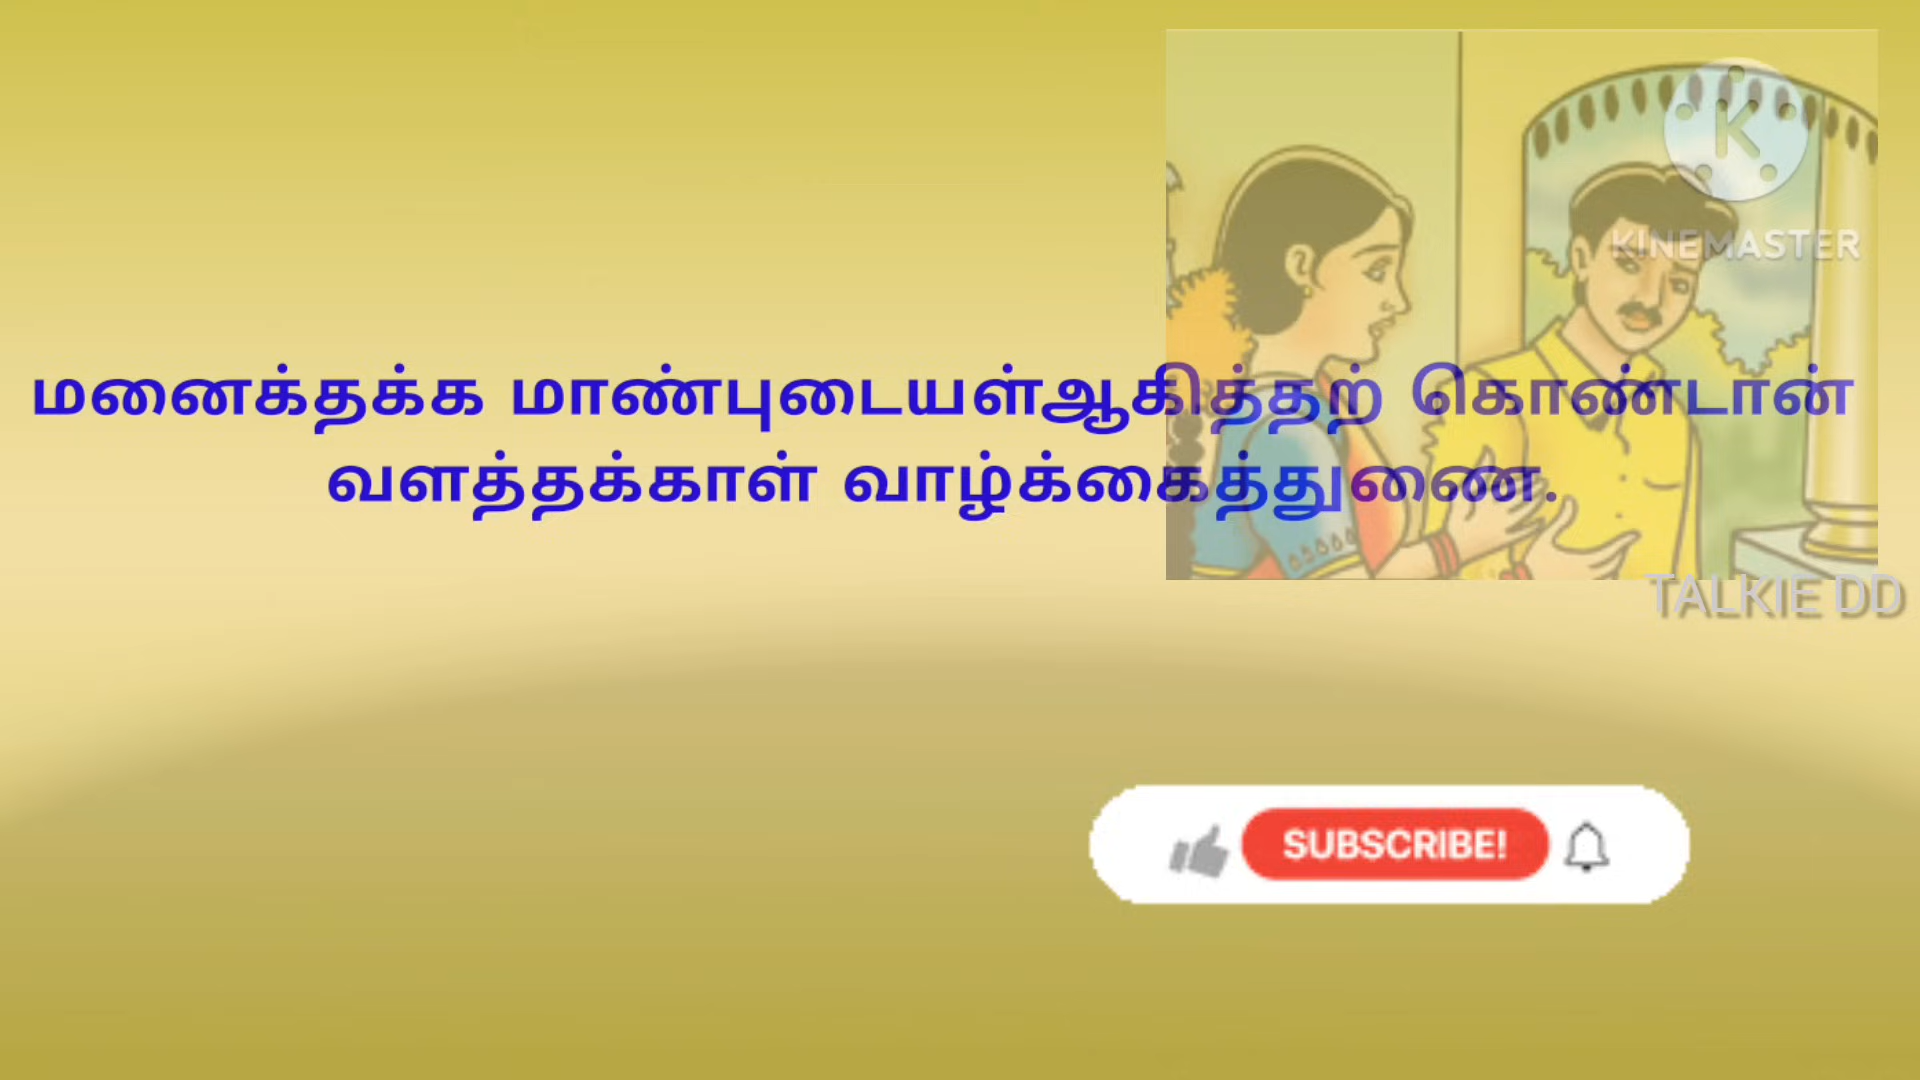 K
KINEMASTER
மனைக்தக்க மாண்புடையள்ஆகித்தற் கொண்டான்
வளத்தக்காள் வாழ்க்கைத்துணை.
TALKIE DD
SUBSCRIBE!